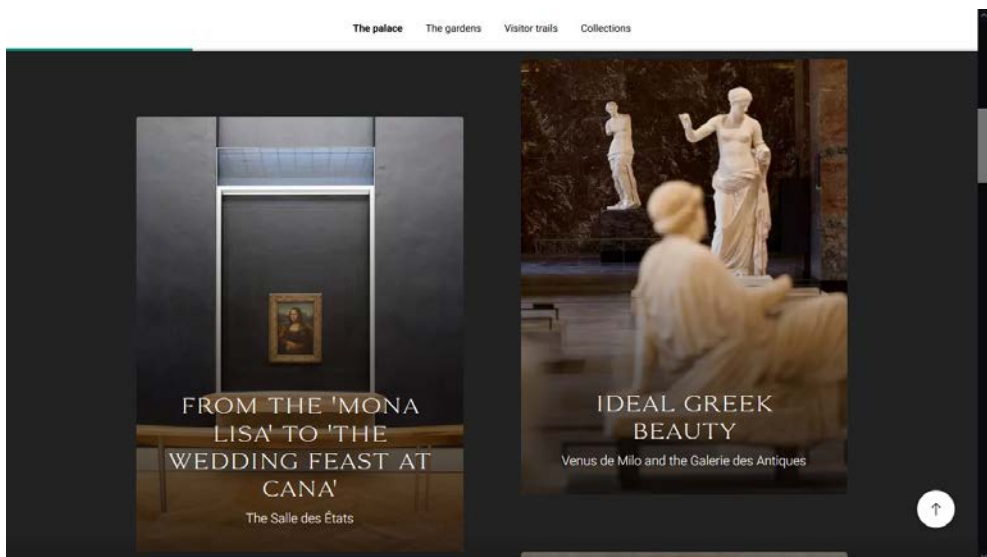 The palace The gardens Visitor trails Collections
FROM THE 'MONA
LISA' TO 'THE
WEDDING FEAST AT
CANA'
The Salle des États
IDEAL GREEK
BEAUTY
Venus de Milo and the Galerie des Antiques